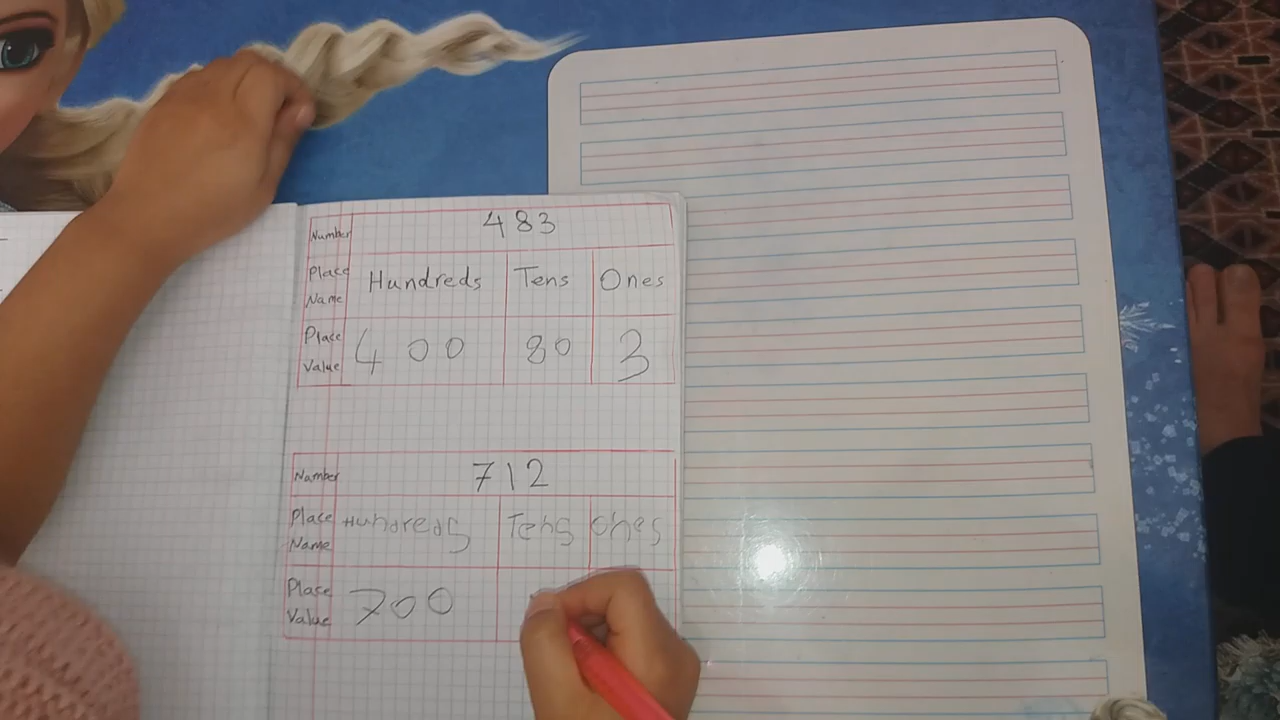 Number 483
Place Name Hundreds Tens Ones
Place Value 400 80 3
Number 712
Place Name Hundreds Tens ones
Place Value 700